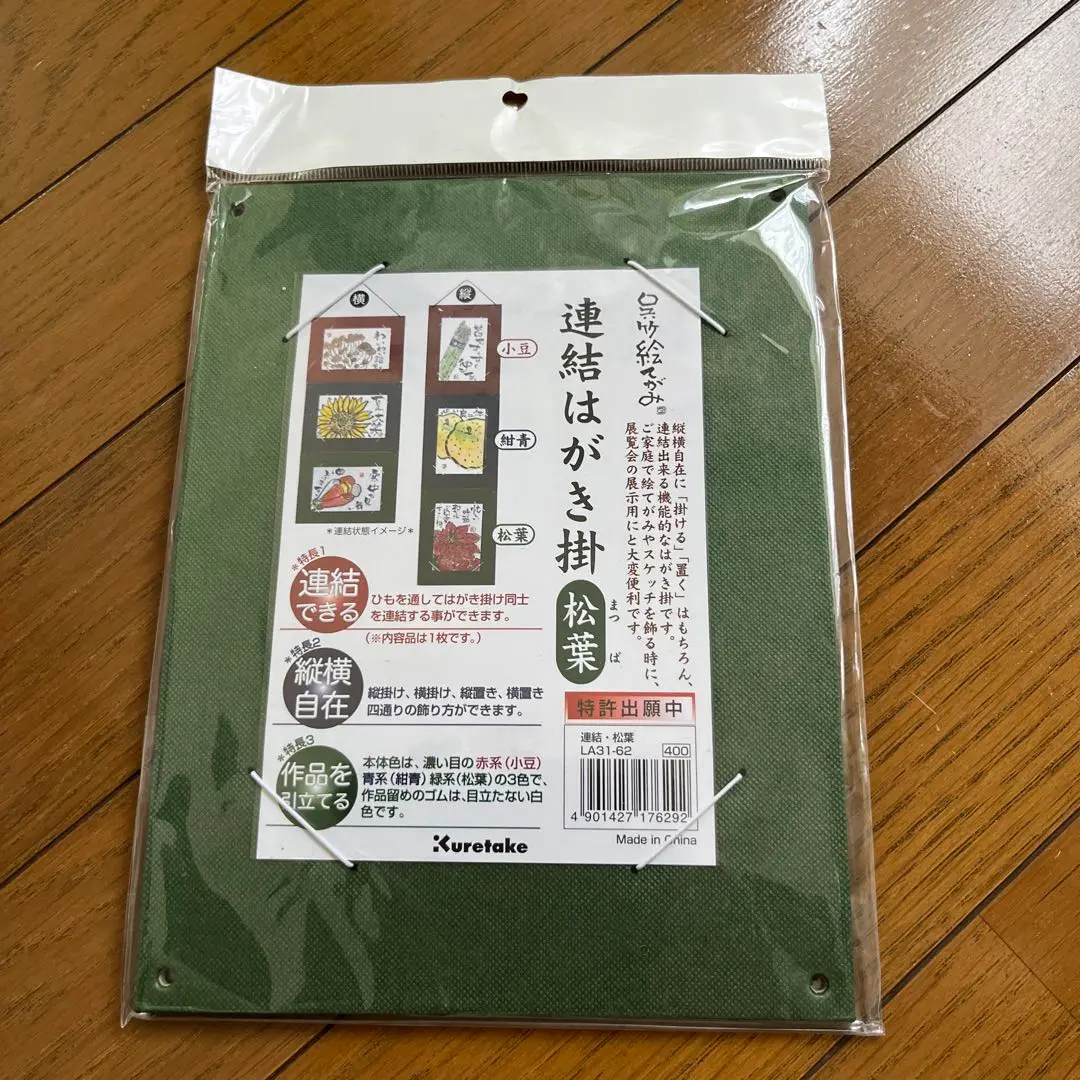 呉竹絵てがみ
連結はがき掛
松葉
まつば
縦横自在に「掛ける」「置く」はもちろん、
連結出来る機能的なはがき掛です。
ご家庭で絵てがみやスケッチを飾る時に、
展覧会の展示用にと大変便利です。
横
縦
小豆
紺青
松葉
＊連結状態イメージ＊
＊特長1
連結
できる
ひもを通してはがき掛け同士
を連結する事ができます。
（※内容品は1枚です。）
＊特長2
縦横
自在
縦掛け、横掛け、縦置き、横置き
四通りの飾り方ができます。
＊特長3
作品を
引立てる
本体色は、濃い目の赤系（小豆）
青系（紺青）緑系（松葉）の3色で、
作品留めのゴムは、目立たない白
色です。
特許出願中
連結・松葉
LA31-62
400
4 901427 176292
Kuretake
Made in China